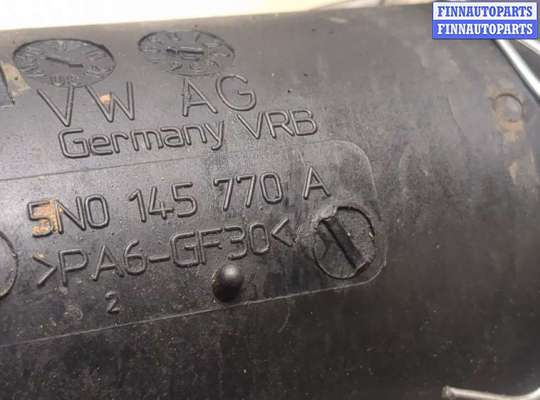 FINNAUTOPARTS
FINNAUTOPARTS
VW AG
Germany VRB
5N0 145 770 A
>PA6-GF30<
2